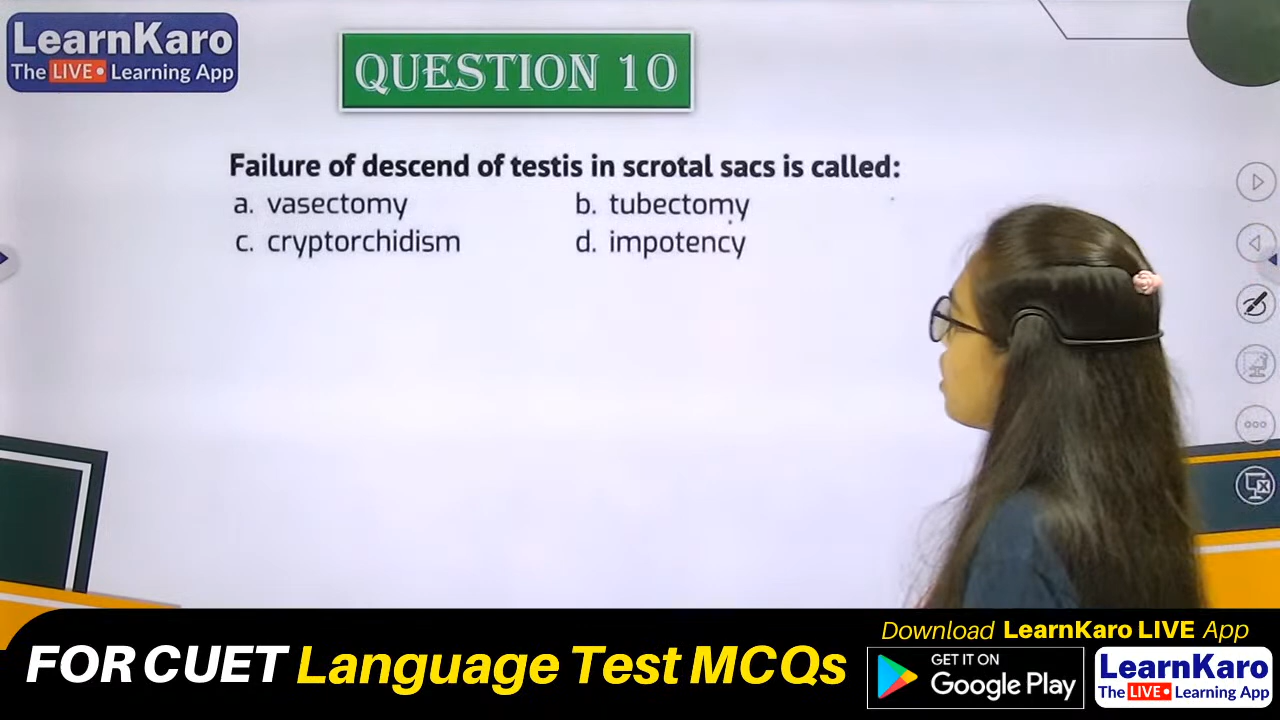 LearnKaro
The LIVE Learning App
QUESTION 10
Failure of descend of testis in scrotal sacs is called:
a. vasectomy
b. tubectomy
c. cryptorchidism
d. impotency
FOR CUET Language Test MCQs
Download LearnKaro LIVE App
GET IT ON
Google Play
LearnKaro
The LIVE Learning App